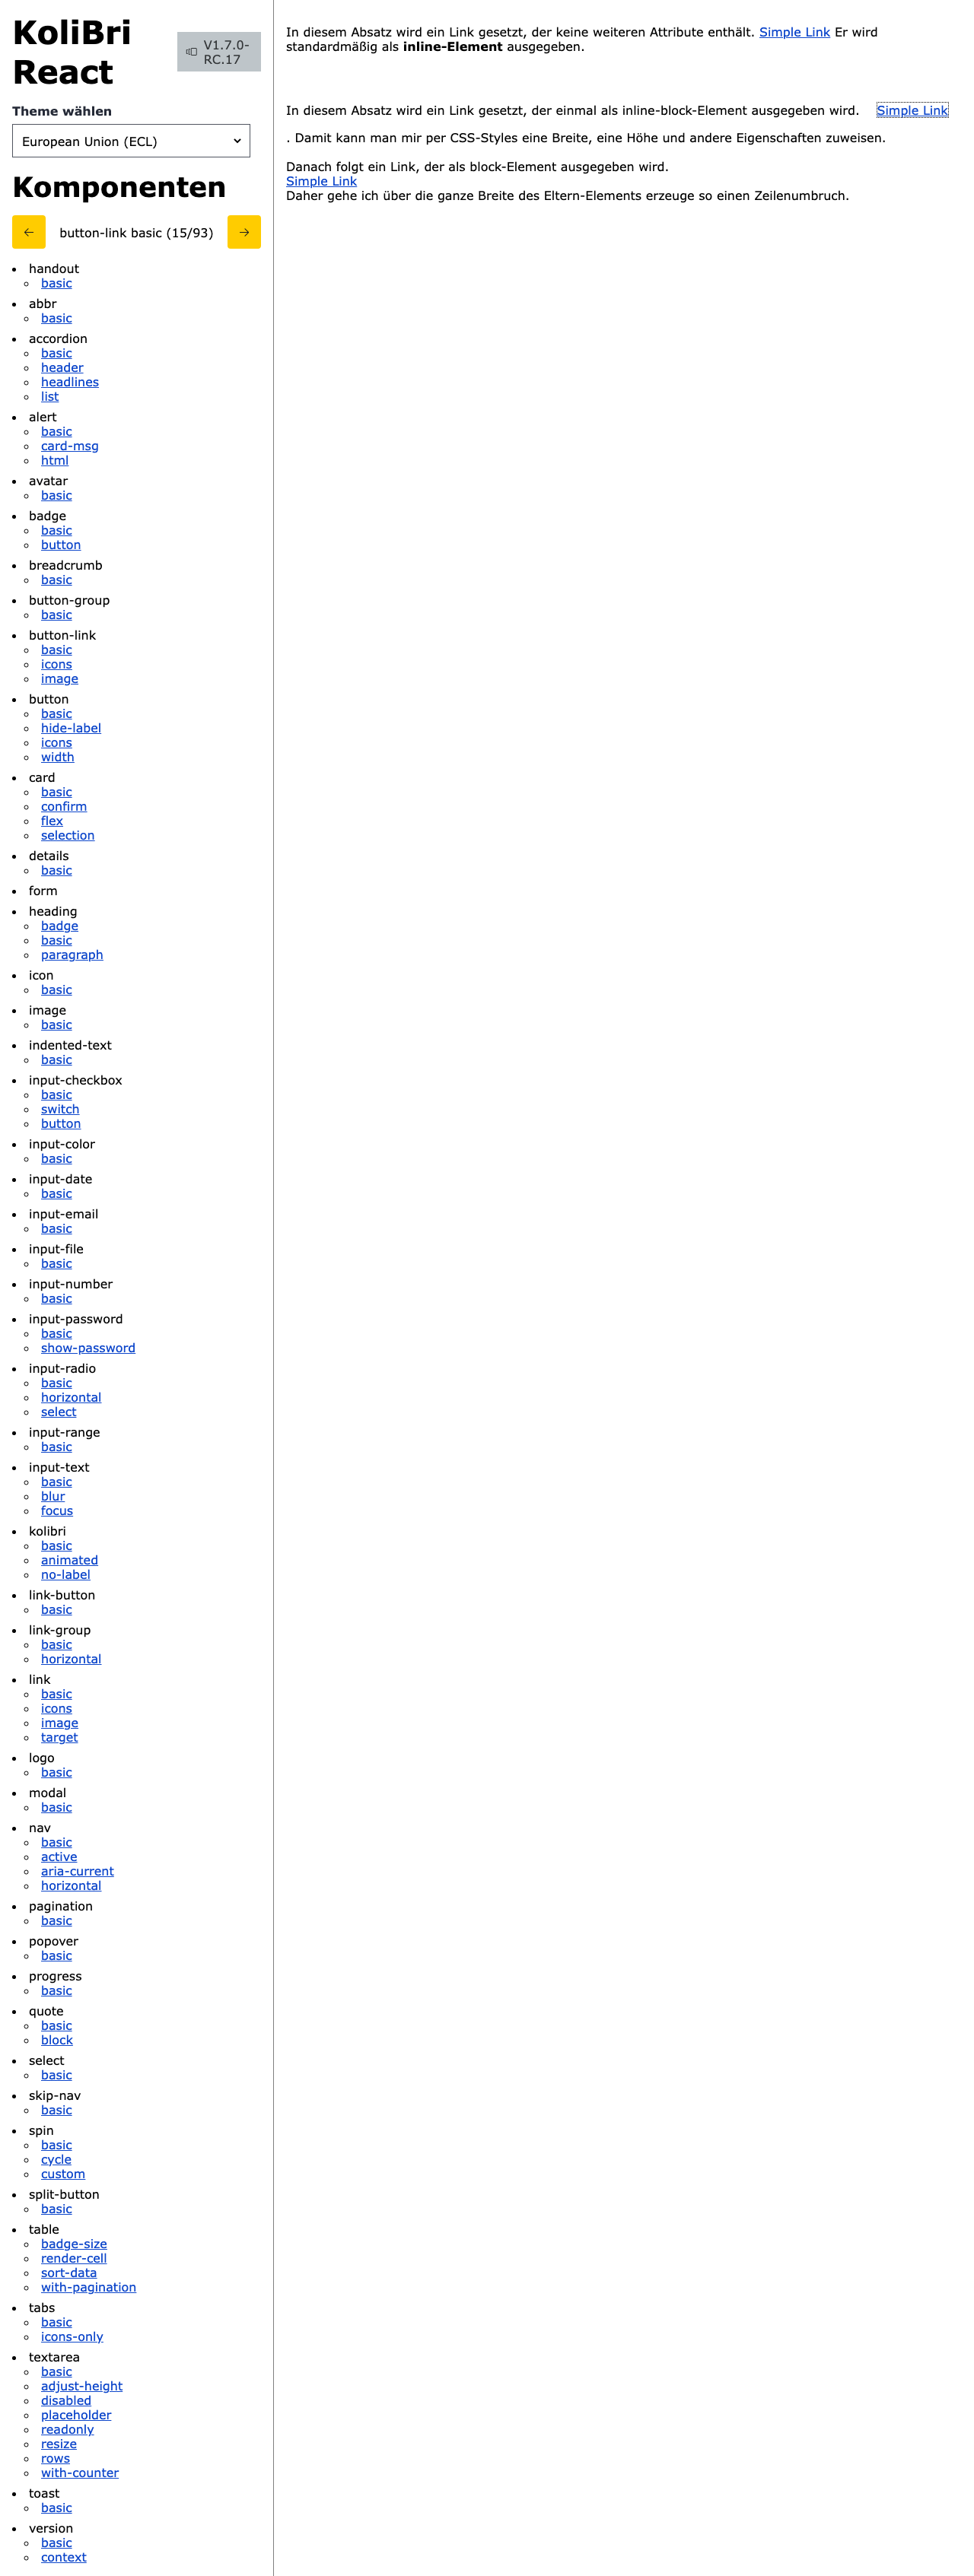 KoliBri
React
V1.7.0-
RC.17
Theme wählen
European Union (ECL)
Komponenten
button-link basic (15/93)
handout
basic
abbr
basic
accordion
basic
header
headlines
list
alert
basic
card-msg
html
avatar
basic
badge
basic
button
breadcrumb
basic
button-group
basic
button-link
basic
icons
image
button
basic
hide-label
icons
width
card
basic
confirm
flex
selection
details
basic
form
heading
badge
basic
paragraph
icon
basic
image
basic
indented-text
basic
input-checkbox
basic
switch
button
input-color
basic
input-date
basic
input-email
basic
input-file
basic
input-number
basic
input-password
basic
show-password
input-radio
basic
horizontal
select
input-range
basic
input-text
basic
blur
focus
kolibri
basic
animated
no-label
link-button
basic
link-group
basic
horizontal
link
basic
icons
image
target
logo
basic
modal
basic
nav
basic
active
aria-current
horizontal
pagination
basic
popover
basic
progress
basic
quote
basic
block
select
basic
skip-nav
basic
spin
basic
cycle
custom
split-button
basic
table
badge-size
render-cell
sort-data
with-pagination
tabs
basic
icons-only
textarea
basic
adjust-height
disabled
placeholder
readonly
resize
rows
with-counter
toast
basic
version
basic
context
In diesem Absatz wird ein Link gesetzt, der keine weiteren Attribute enthält. Simple Link Er wird
standardmäßig als inline-Element ausgegeben.
In diesem Absatz wird ein Link gesetzt, der einmal als inline-block-Element ausgegeben wird. Simple Link
. Damit kann man mir per CSS-Styles eine Breite, eine Höhe und andere Eigenschaften zuweisen.
Danach folgt ein Link, der als block-Element ausgegeben wird.
Simple Link
Daher gehe ich über die ganze Breite des Eltern-Elements erzeuge so einen Zeilenumbruch.